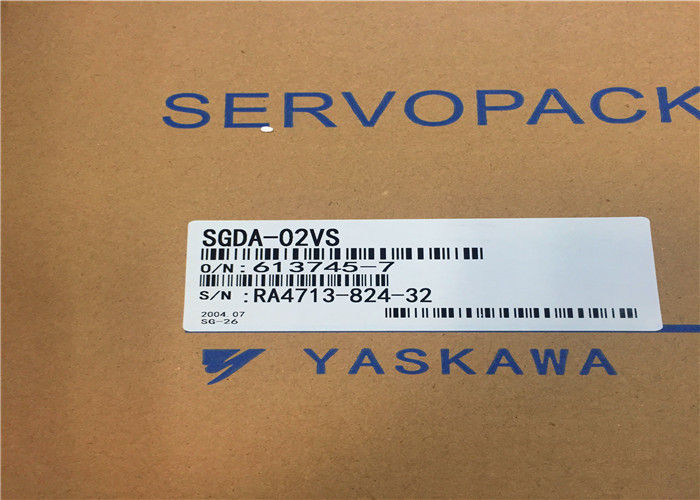 SERVOPACK
SGDA-02VS
O/N: 613745-7
S/N :RA4713-824-32
2004.07
SG-26
YASKAWA